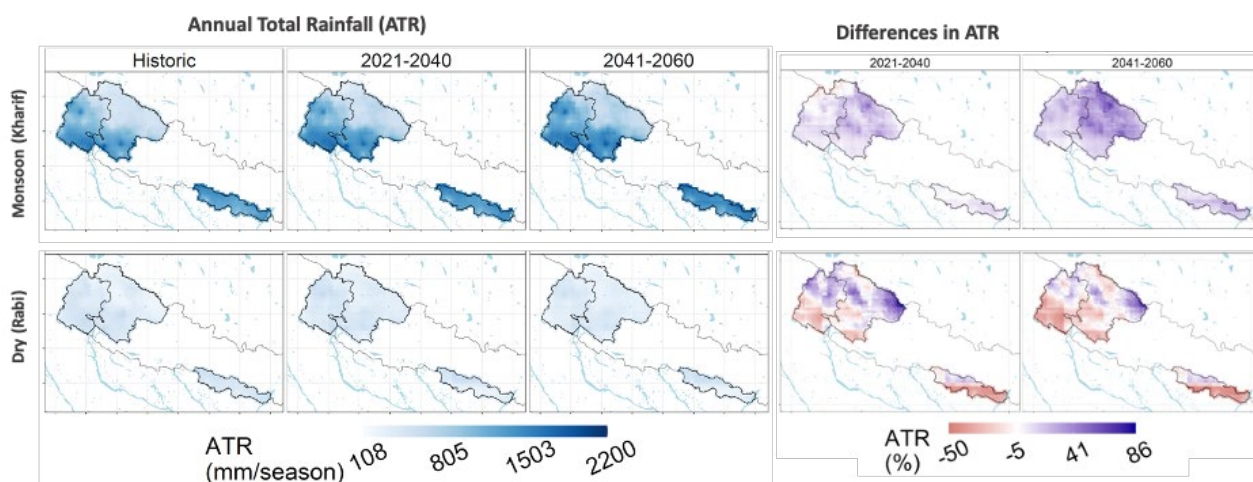 Annual Total Rainfall (ATR)
Differences in ATR
Historic
2021-2040
2041-2060
2021-2040
2041-2060
Monsoon (Kharif)
Dry (Rabi)
ATR
(mm/season)
108
805
1503
2200
ATR
(%)
-50
-5
41
86